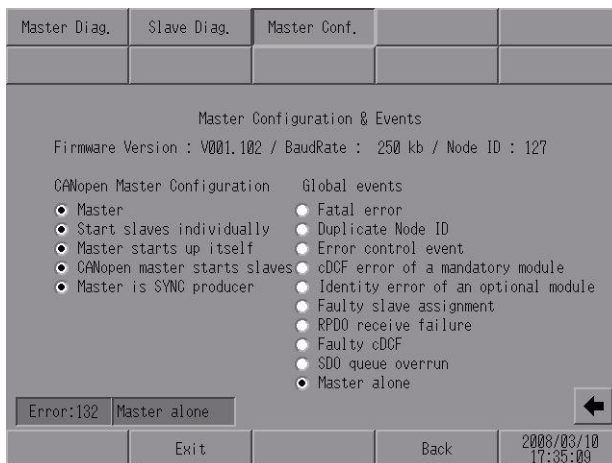 Master Diag. Slave Diag. Master Conf.
Master Configuration & Events
Firmware Version : V001.102 / BaudRate : 250 kb / Node ID : 127
CANopen Master Configuration Global events
Master Fatal error
Start slaves individually Duplicate Node ID
Master starts up itself Error control event
CANopen master starts slaves cDCF error of a mandatory module
Master is SYNC producer Identity error of an optional module
Faulty slave assignment
RPDO receive failure
Faulty cDCF
SDO queue overrun
Master alone
Error:132 Master alone
Exit Back 2008/03/10
17:35:09